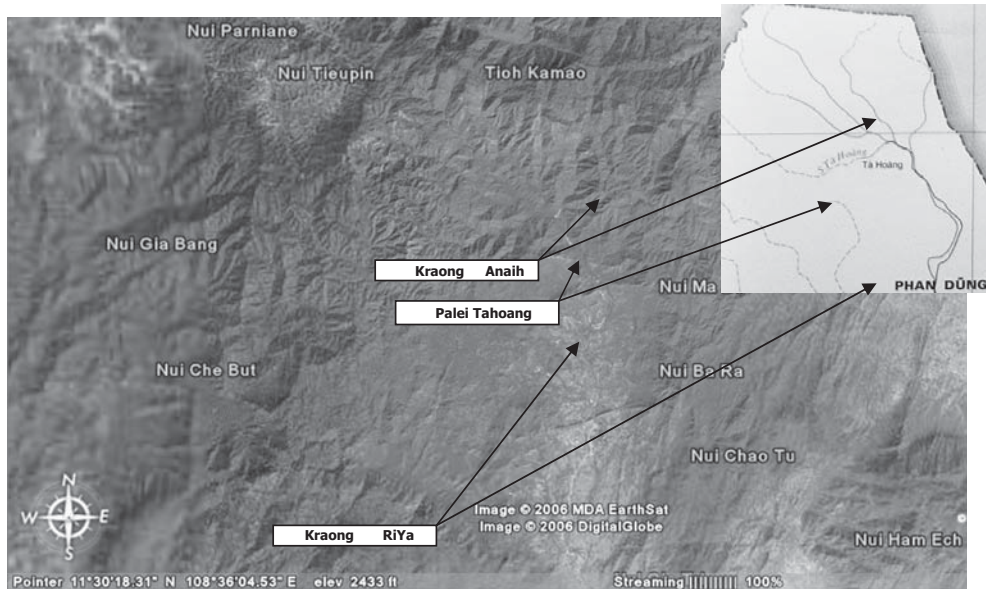 Nui Parniane
Nui Tieupin
Tioh Kamao
S.Tà Hoàng
Tà Hoàng
Nui Gia Bang
Kraong Anaih
Nui Ma
PHAN DŨNG
Palei Tahoang
Nui Che But
Nui Ba Ra
Nui Chao Tu
N
W E
S
Image © 2006 MDA EarthSat
Image © 2006 DigitalGlobe
Kraong RiYa
Nui Ham Ech
Pointer 11°30'18.31" N 108°36'04.53" E elev 2433 ft
Streaming |||||||||| 100%